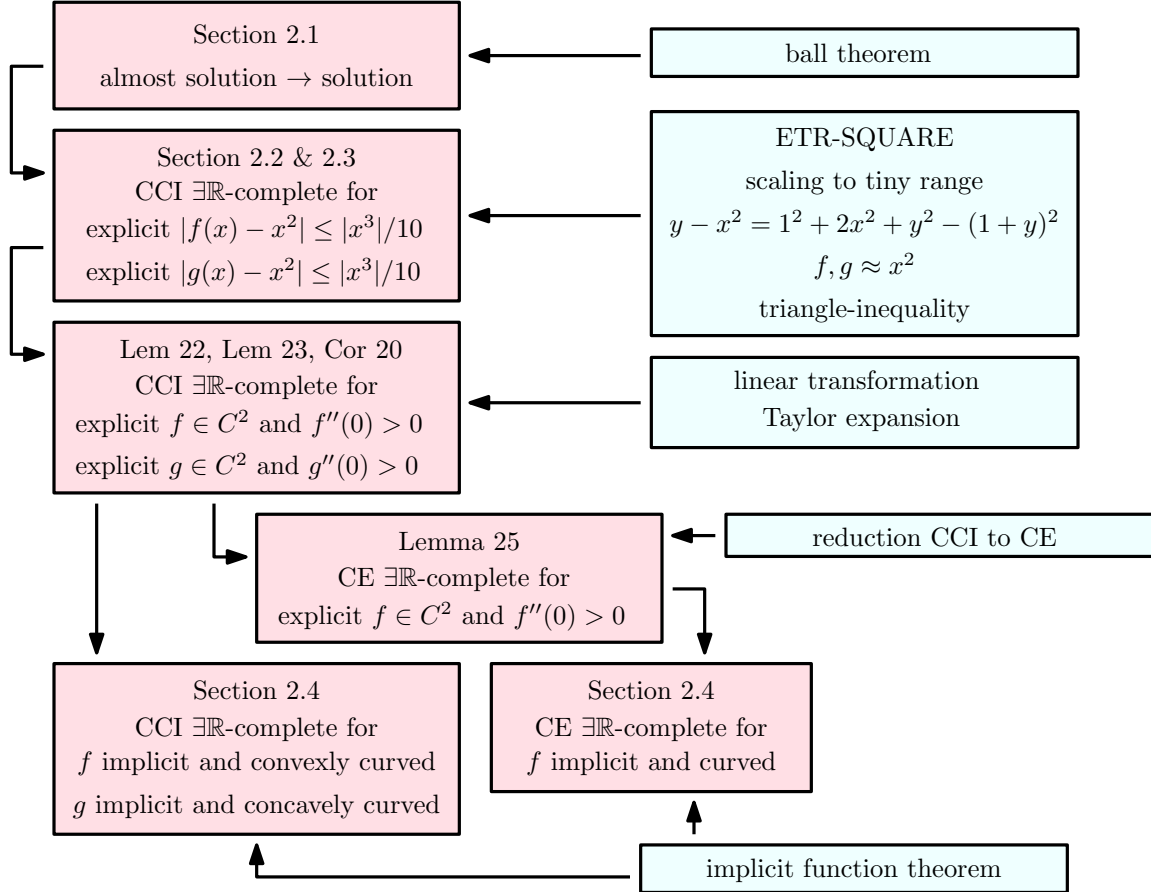 Section 2.1
almost solution → solution
ball theorem
Section 2.2 & 2.3
CCI ∃ℝ-complete for
explicit |f(x) − x²| ≤ |x³|/10
explicit |g(x) − x²| ≤ |x³|/10
ETR-SQUARE
scaling to tiny range
y − x² = 1² + 2x² + y² − (1 + y)²
f, g ≈ x²
triangle-inequality
Lem 22, Lem 23, Cor 20
CCI ∃ℝ-complete for
explicit f ∈ C² and f′′(0) > 0
explicit g ∈ C² and g′′(0) > 0
linear transformation
Taylor expansion
Lemma 25
CE ∃ℝ-complete for
explicit f ∈ C² and f′′(0) > 0
reduction CCI to CE
Section 2.4
CCI ∃ℝ-complete for
f implicit and convexly curved
g implicit and concavely curved
Section 2.4
CE ∃ℝ-complete for
f implicit and curved
implicit function theorem